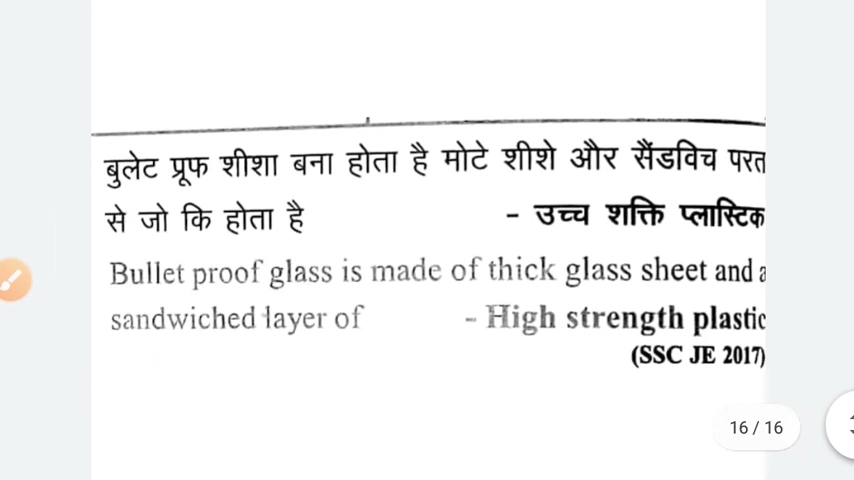 बुलेट प्रूफ शीशा बना होता है मोटे शीशे और सैंडविच परत
से जो कि होता है - उच्च शक्ति प्लास्टिक
Bullet proof glass is made of thick glass sheet and a
sandwiched layer of - High strength plastic
(SSC JE 2017)
16 / 16